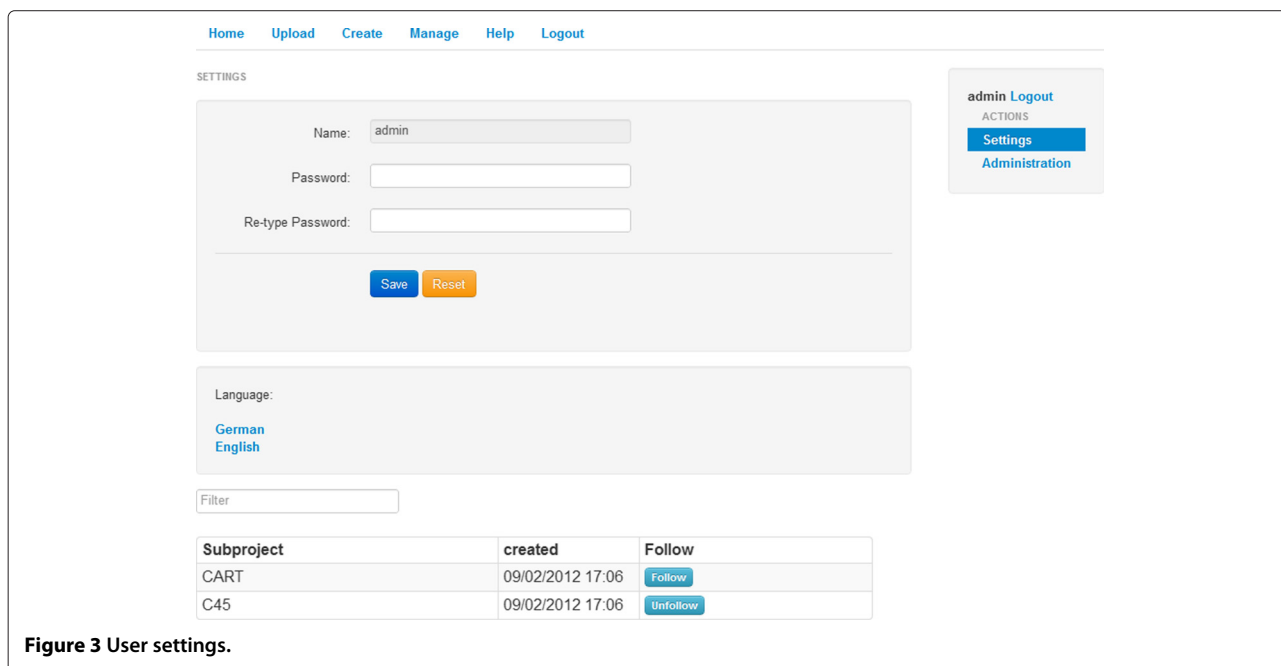 Home Upload Create Manage Help Logout
SETTINGS
admin Logout
ACTIONS
Settings
Administration
Name: admin
Password:
Re-type Password:
Save Reset
Language:
German
English
Filter
Subproject created Follow
CART 09/02/2012 17:06 Follow
C45 09/02/2012 17:06 Unfollow
Figure 3 User settings.